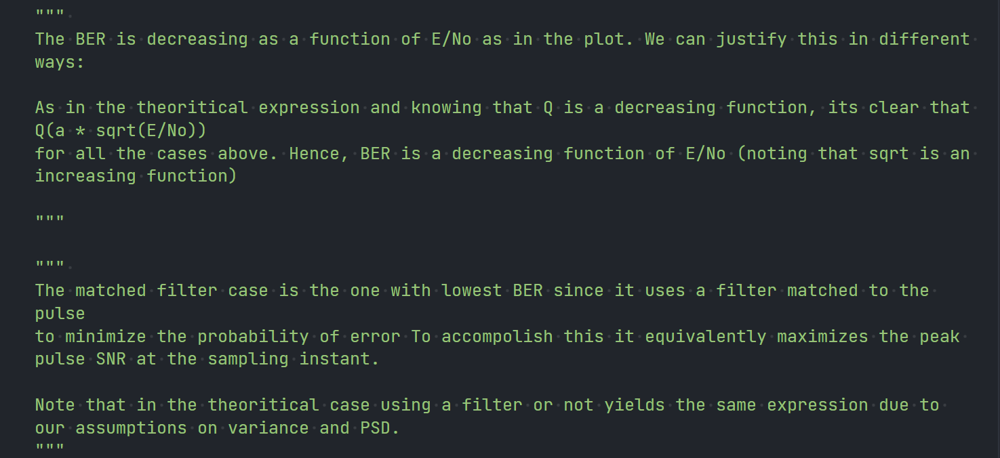 """
The BER is decreasing as a function of E/No as in the plot. We can justify this in different
ways:
As in the theoritical expression and knowing that Q is a decreasing function, its clear that
Q(a * sqrt(E/No))
for all the cases above. Hence, BER is a decreasing function of E/No (noting that sqrt is an
increasing function)
"""
"""
The matched filter case is the one with lowest BER since it uses a filter matched to the
pulse
to minimize the probability of error To accompolish this it equivalently maximizes the peak
pulse SNR at the sampling instant.
Note that in the theoritical case using a filter or not yields the same expression due to
our assumptions on variance and PSD.
"""